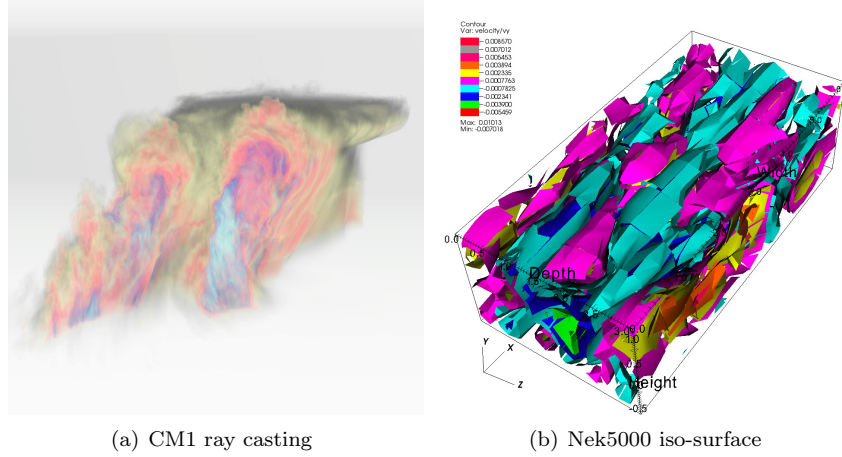 Contour
Var: velocity/vy
0.008570
0.007012
0.005453
0.003894
0.002335
0.0007763
-0.0007825
-0.002341
-0.003900
-0.005459
Max: 0.01013
Min: -0.007018
Width
0.0
Depth
Height
-0.5
Y
X
Z
(a) CM1 ray casting
(b) Nek5000 iso-surface